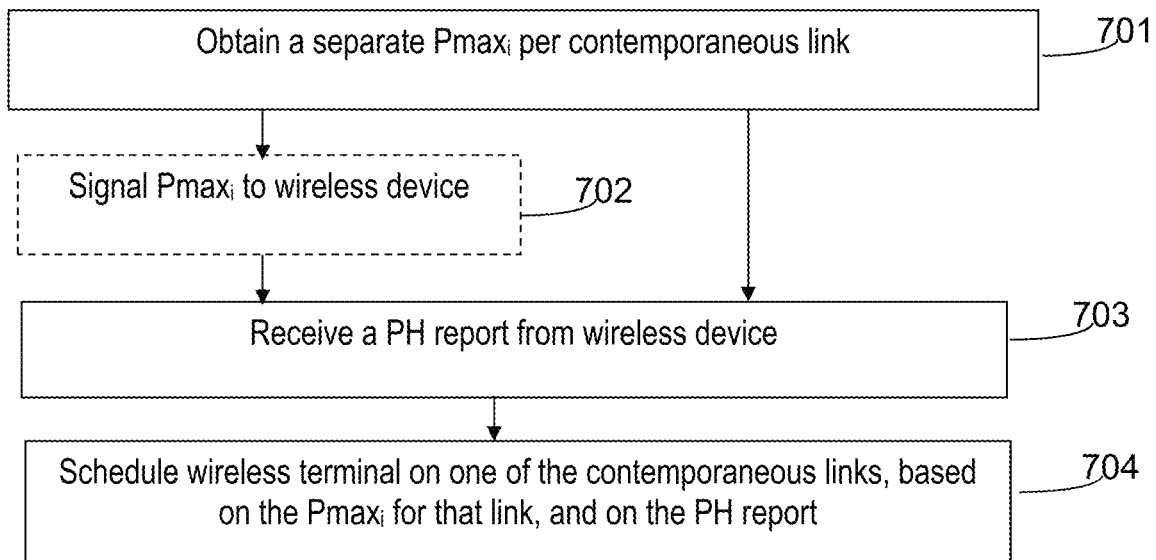 Obtain a separate Pmaxᵢ per contemporaneous link
701
Signal Pmaxᵢ to wireless device
702
Receive a PH report from wireless device
703
Schedule wireless terminal on one of the contemporaneous links, based
on the Pmaxᵢ for that link, and on the PH report
704